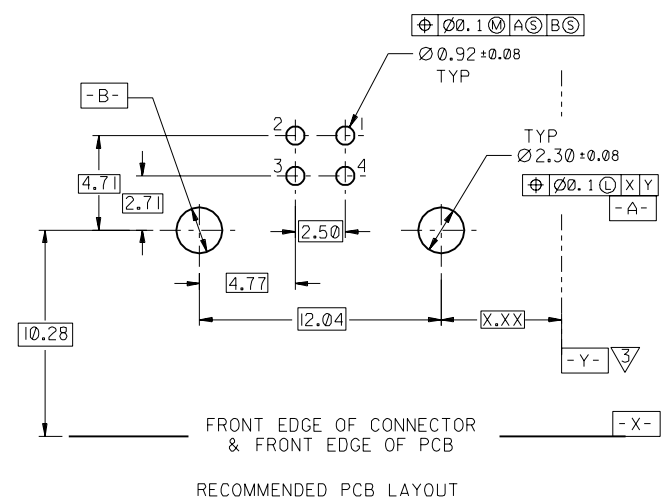 ⌖ Ø0.1 Ⓜ AⓈ BⓈ
Ø0.92 ±0.08
TYP
-B-
2 1
3 4
TYP
Ø2.30 ±0.08
⌖ Ø0.1 Ⓛ X Y
-A-
4.71
2.71
2.50
4.77
12.04
X.XX
10.28
-Y- 3
-X-
FRONT EDGE OF CONNECTOR
& FRONT EDGE OF PCB
RECOMMENDED PCB LAYOUT